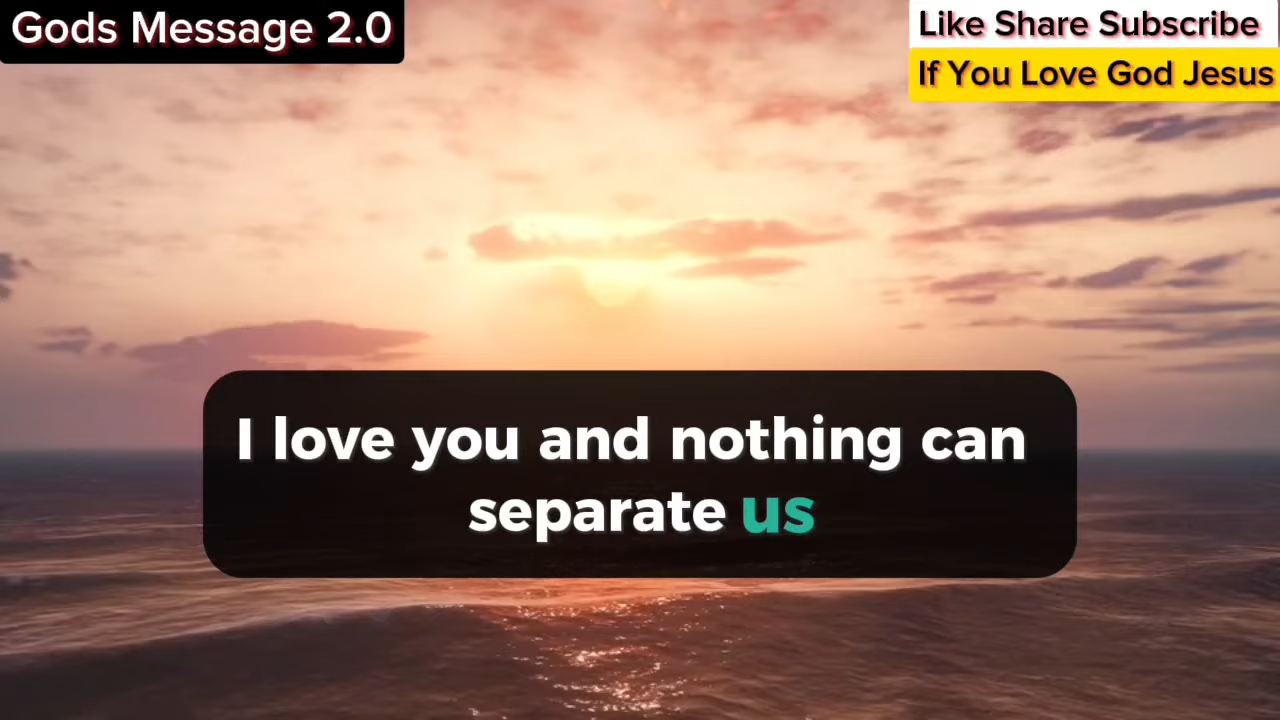 Gods Message 2.0
Like Share Subscribe
If You Love God Jesus
I love you and nothing can
separate us